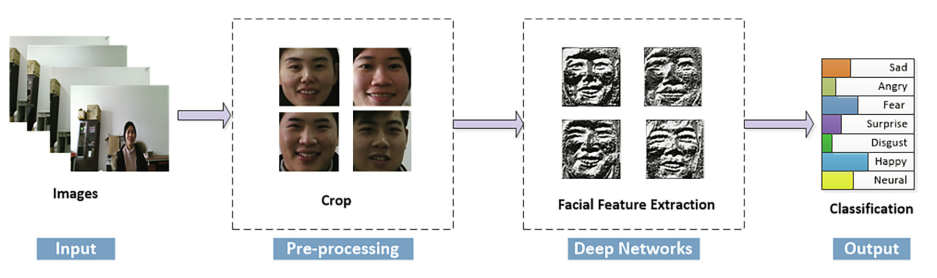 Images
Input
Crop
Pre-processing
Facial Feature Extraction
Deep Networks
Sad
Angry
Fear
Surprise
Disgust
Happy
Neural
Classification
Output